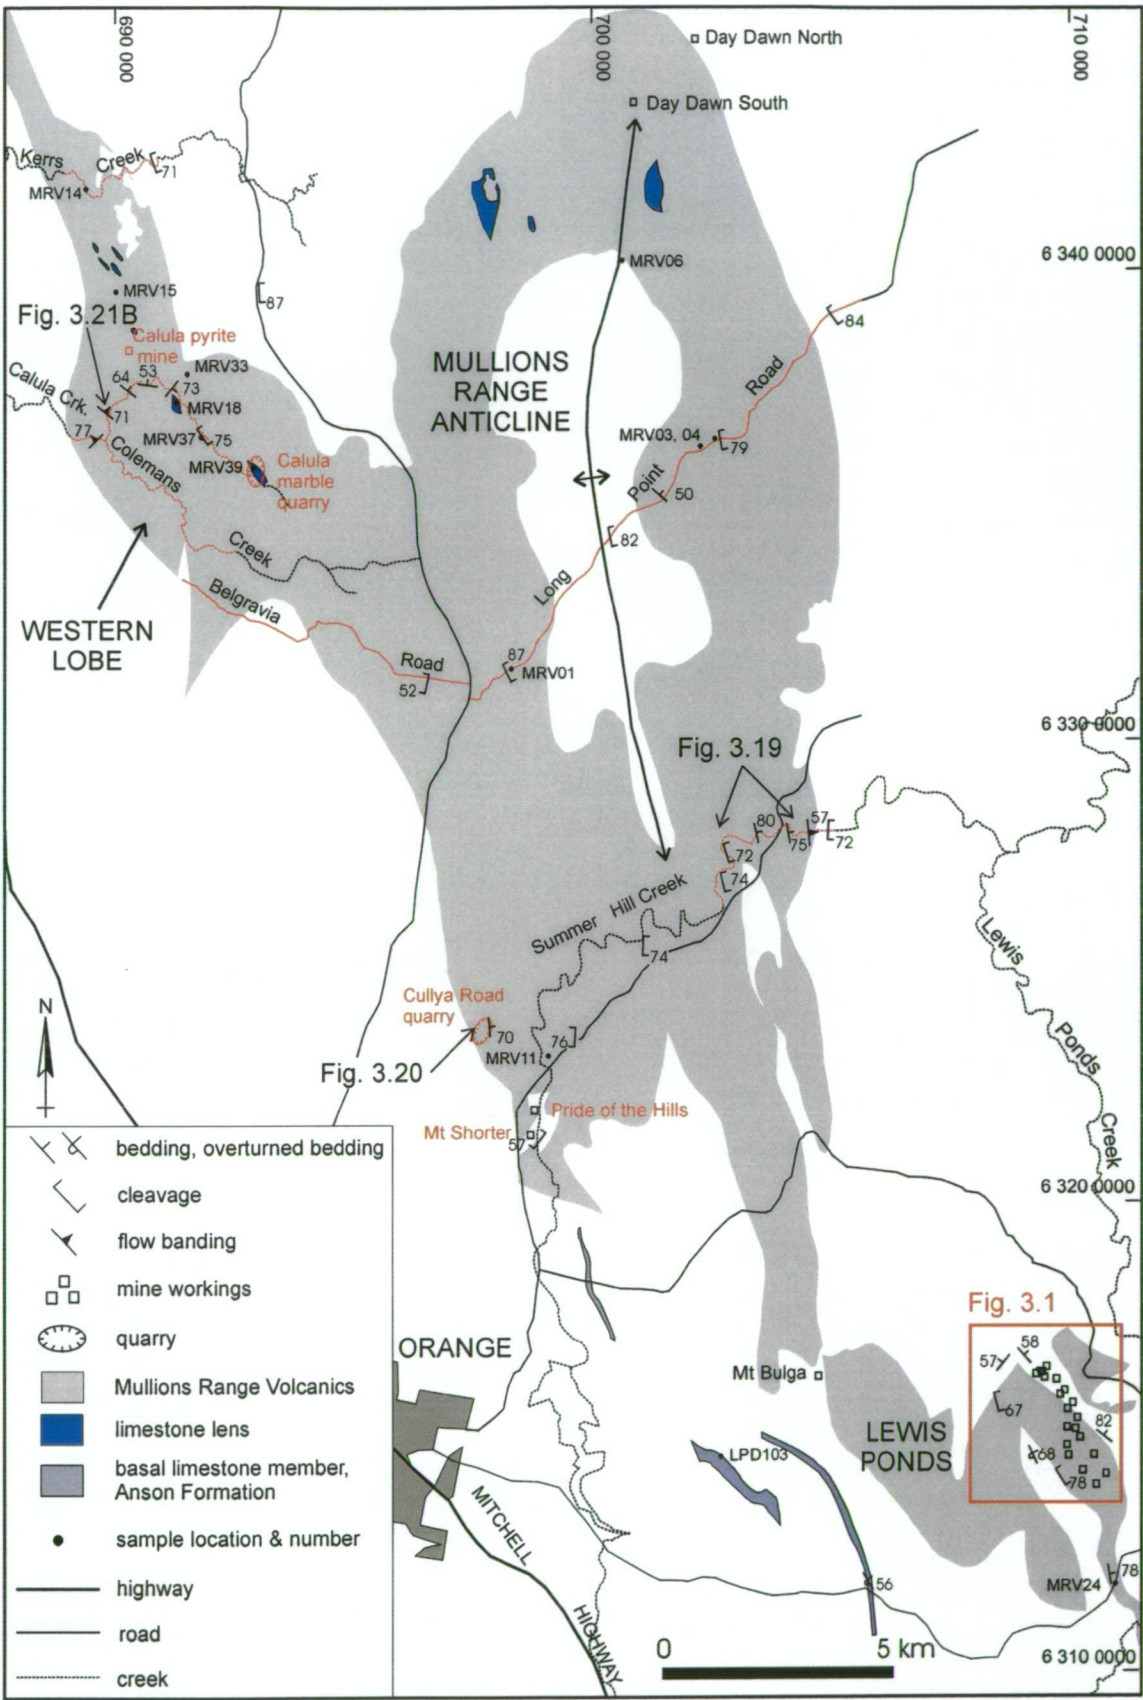 690 000
700 000
710 000
Day Dawn North
Day Dawn South
Kerrs
Creek
71
MRV14
MRV06
6 340 0000
MRV15
87
Fig. 3.21B
84
Calula pyrite
mine
MULLIONS
RANGE
ANTICLINE
Road
64
53
73
MRV33
Calula Crk.
MRV18
71
77
MRV37
75
MRV03, 04
79
Colemans
MRV39
Calula
marble
quarry
Point
50
82
Creek
Long
Belgravia
WESTERN
LOBE
Road
52
87
MRV01
6 330 0000
Fig. 3.19
80
57
75
72
72
74
Summer Hill Creek
74
Lewis
Ponds
Creek
Cullya Road
quarry
70
76
MRV11
Fig. 3.20
N
Pride of the Hills
Mt Shorter
57
6 320 0000
bedding, overturned bedding
cleavage
flow banding
mine workings
quarry
Mullions Range Volcanics
limestone lens
basal limestone member,
Anson Formation
sample location & number
highway
road
creek
Fig. 3.1
ORANGE
58
57
Mt Bulga
67
82
LEWIS
PONDS
LPD103
68
78
MITCHELL
HIGHWAY
56
78
MRV24
0
5 km
6 310 0000